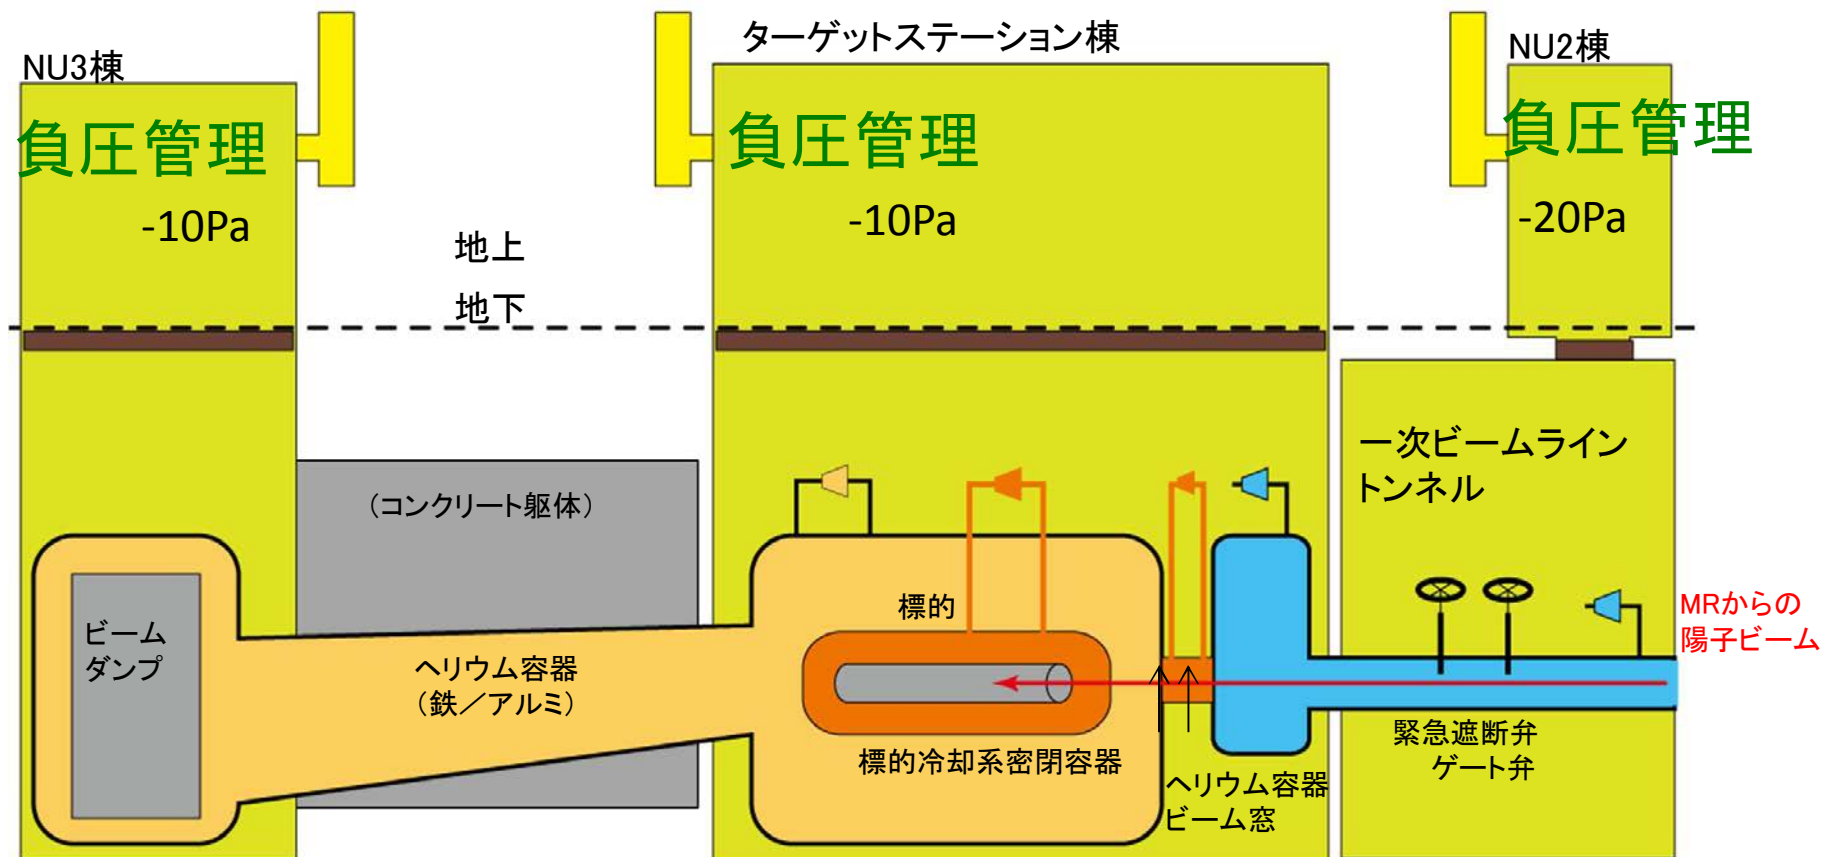 NU3棟
ターゲットステーション棟
NU2棟
負圧管理
負圧管理
負圧管理
-10Pa
-10Pa
-20Pa
地上
地下
一次ビームライン
トンネル
（コンクリート躯体）
MRからの
陽子ビーム
標的
ビーム
ダンプ
ヘリウム容器
（鉄／アルミ）
標的冷却系密閉容器
緊急遮断弁
ゲート弁
ヘリウム容器
ビーム窓